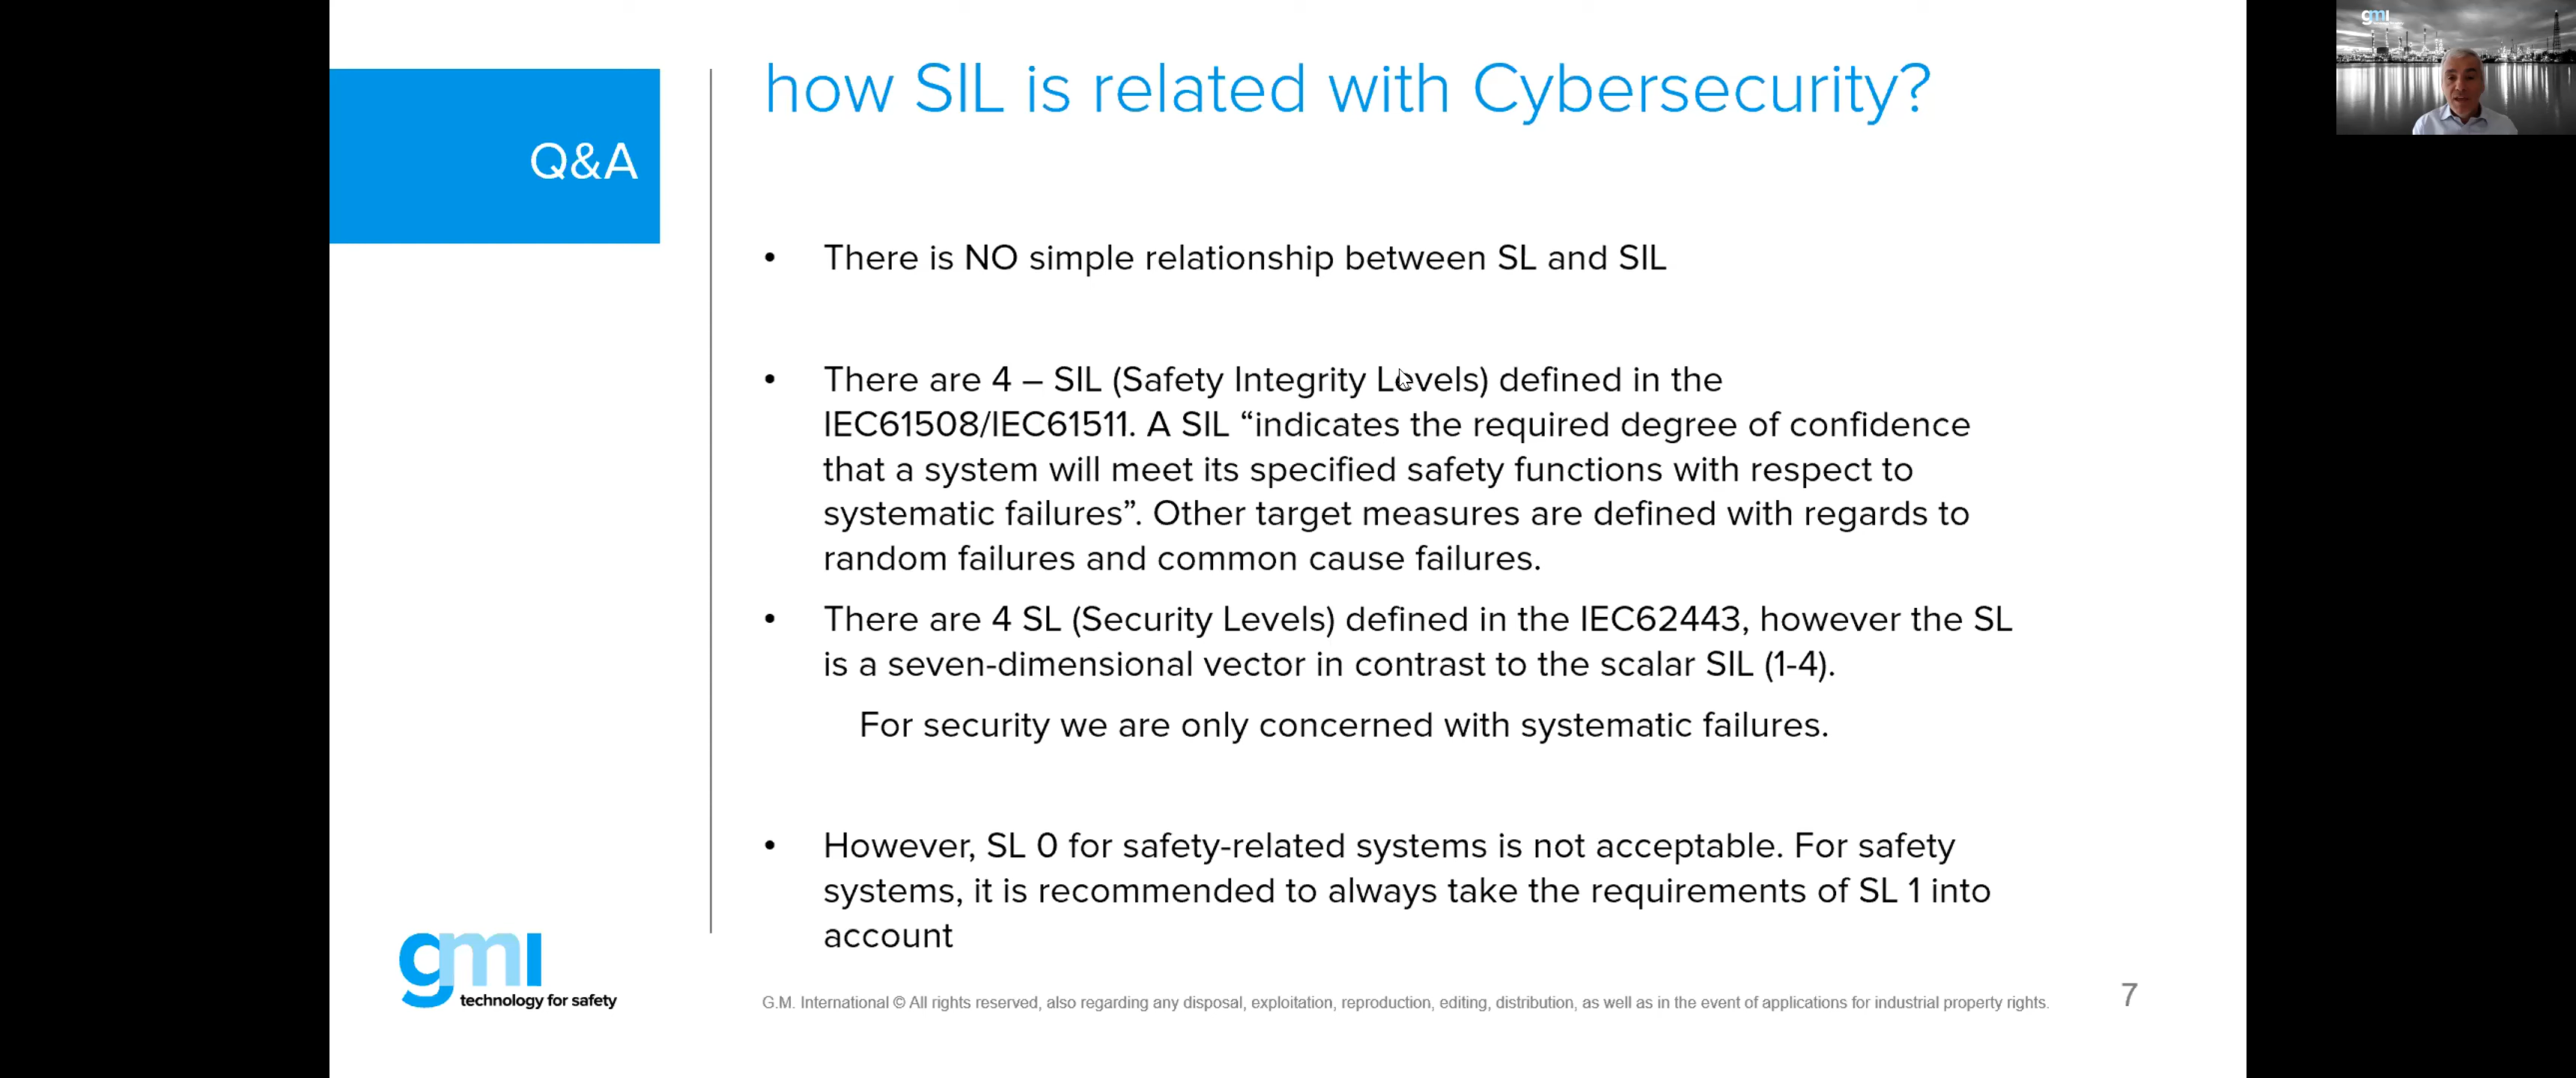 how SIL is related with Cybersecurity?
Q&A
• There is NO simple relationship between SL and SIL
• There are 4 – SIL (Safety Integrity Levels) defined in the
IEC61508/IEC61511. A SIL “indicates the required degree of confidence
that a system will meet its specified safety functions with respect to
systematic failures”. Other target measures are defined with regards to
random failures and common cause failures.
• There are 4 SL (Security Levels) defined in the IEC62443, however the SL
is a seven-dimensional vector in contrast to the scalar SIL (1-4).
For security we are only concerned with systematic failures.
• However, SL 0 for safety-related systems is not acceptable. For safety
systems, it is recommended to always take the requirements of SL 1 into
account
gmi
technology for safety
G.M. International © All rights reserved, also regarding any disposal, exploitation, reproduction, editing, distribution, as well as in the event of applications for industrial property rights.
7
gmi